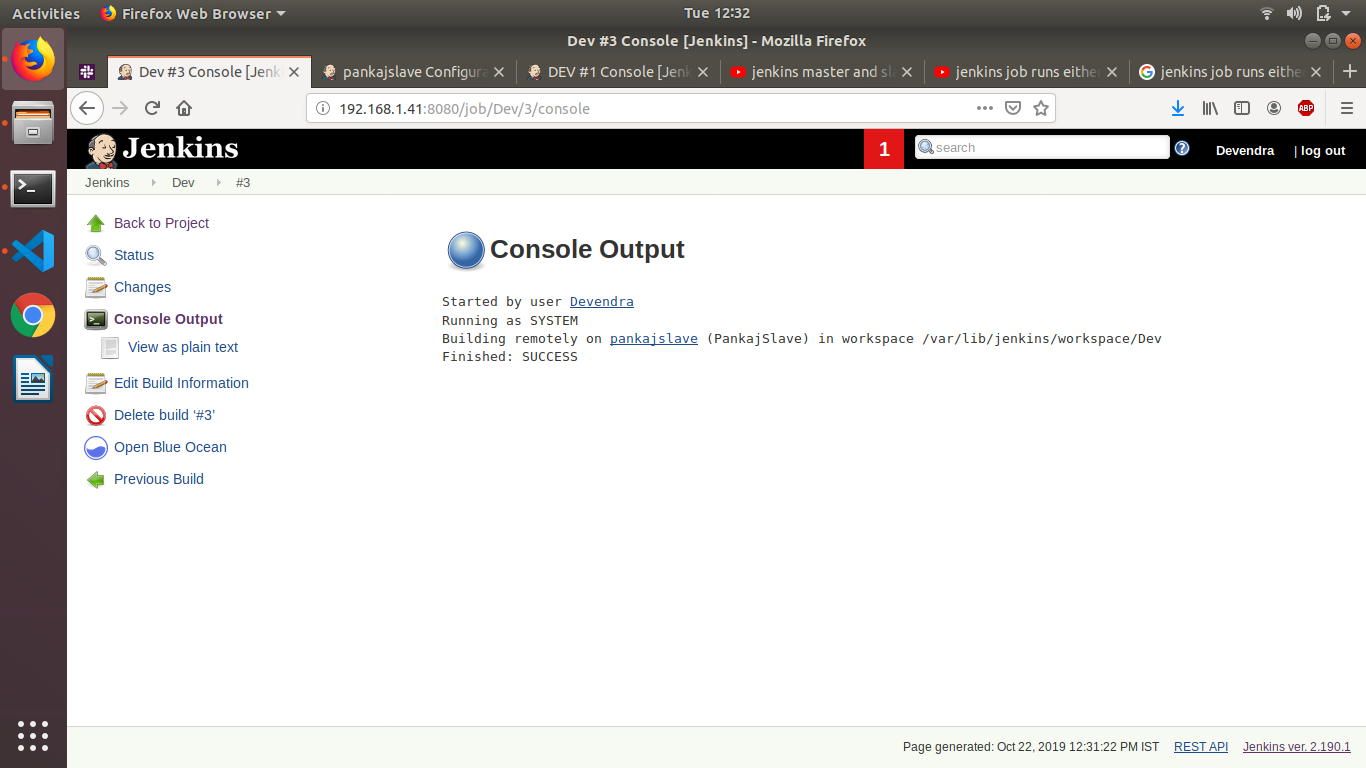 Activities Firefox Web Browser Tue 12:32
Dev #3 Console [Jenkins] - Mozilla Firefox
Dev #3 Console [Jenk pankajslave Configura DEV #1 Console [Jenk jenkins master and sla jenkins job runs either jenkins job runs either
192.168.1.41:8080/job/Dev/3/console ABP
Jenkins 1 search Devendra | log out
Jenkins Dev #3
Back to Project
Status
Changes
Console Output
View as plain text
Edit Build Information
Delete build ‘#3’
Open Blue Ocean
Previous Build
Console Output
Started by user Devendra
Running as SYSTEM
Building remotely on pankajslave (PankajSlave) in workspace /var/lib/jenkins/workspace/Dev
Finished: SUCCESS
Page generated: Oct 22, 2019 12:31:22 PM IST REST API Jenkins ver. 2.190.1